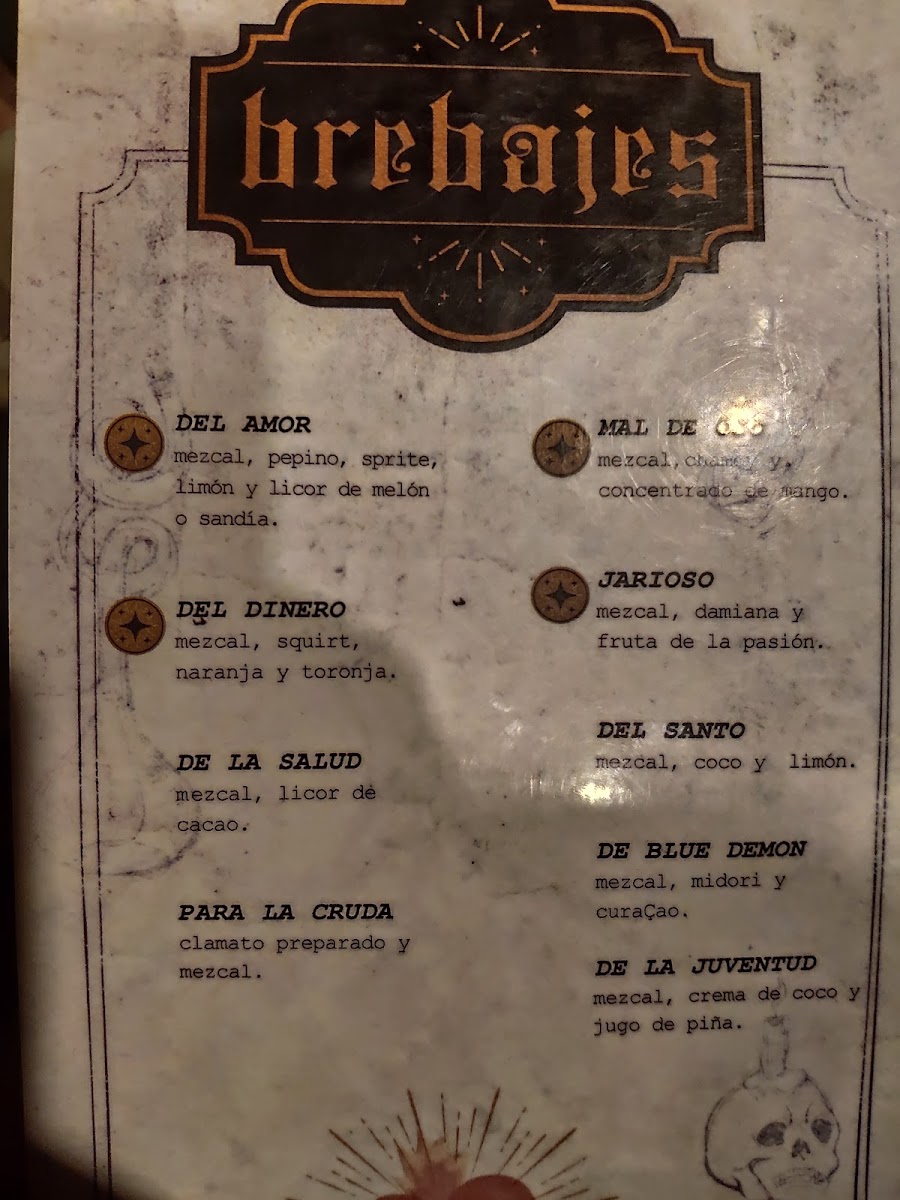 brebajes
DEL AMOR
mezcal, pepino, sprite,
limón y licor de melón
o sandía.
DEL DINERO
mezcal, squirt,
naranja y toronja.
DE LA SALUD
mezcal, licor de
cacao.
PARA LA CRUDA
clamato preparado y
mezcal.
MAL DE OJO
mezcal, chamoy y
concentrado de mango.
JARIOSO
mezcal, damiana y
fruta de la pasión.
DEL SANTO
mezcal, coco y limón.
DE BLUE DEMON
mezcal, midori y
curaÇao.
DE LA JUVENTUD
mezcal, crema de coco y
jugo de piña.